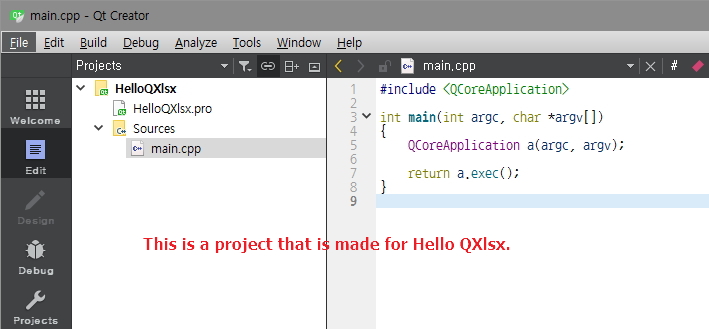 main.cpp - Qt Creator
File Edit Build Debug Analyze Tools Window Help
Projects
main.cpp
#
Welcome
Edit
Design
Debug
Projects
HelloQXlsx
HelloQXlsx.pro
Sources
main.cpp
1 #include <QCoreApplication>
2
3 int main(int argc, char *argv[])
4 {
5 QCoreApplication a(argc, argv);
6
7 return a.exec();
8 }
9
This is a project that is made for Hello QXlsx.